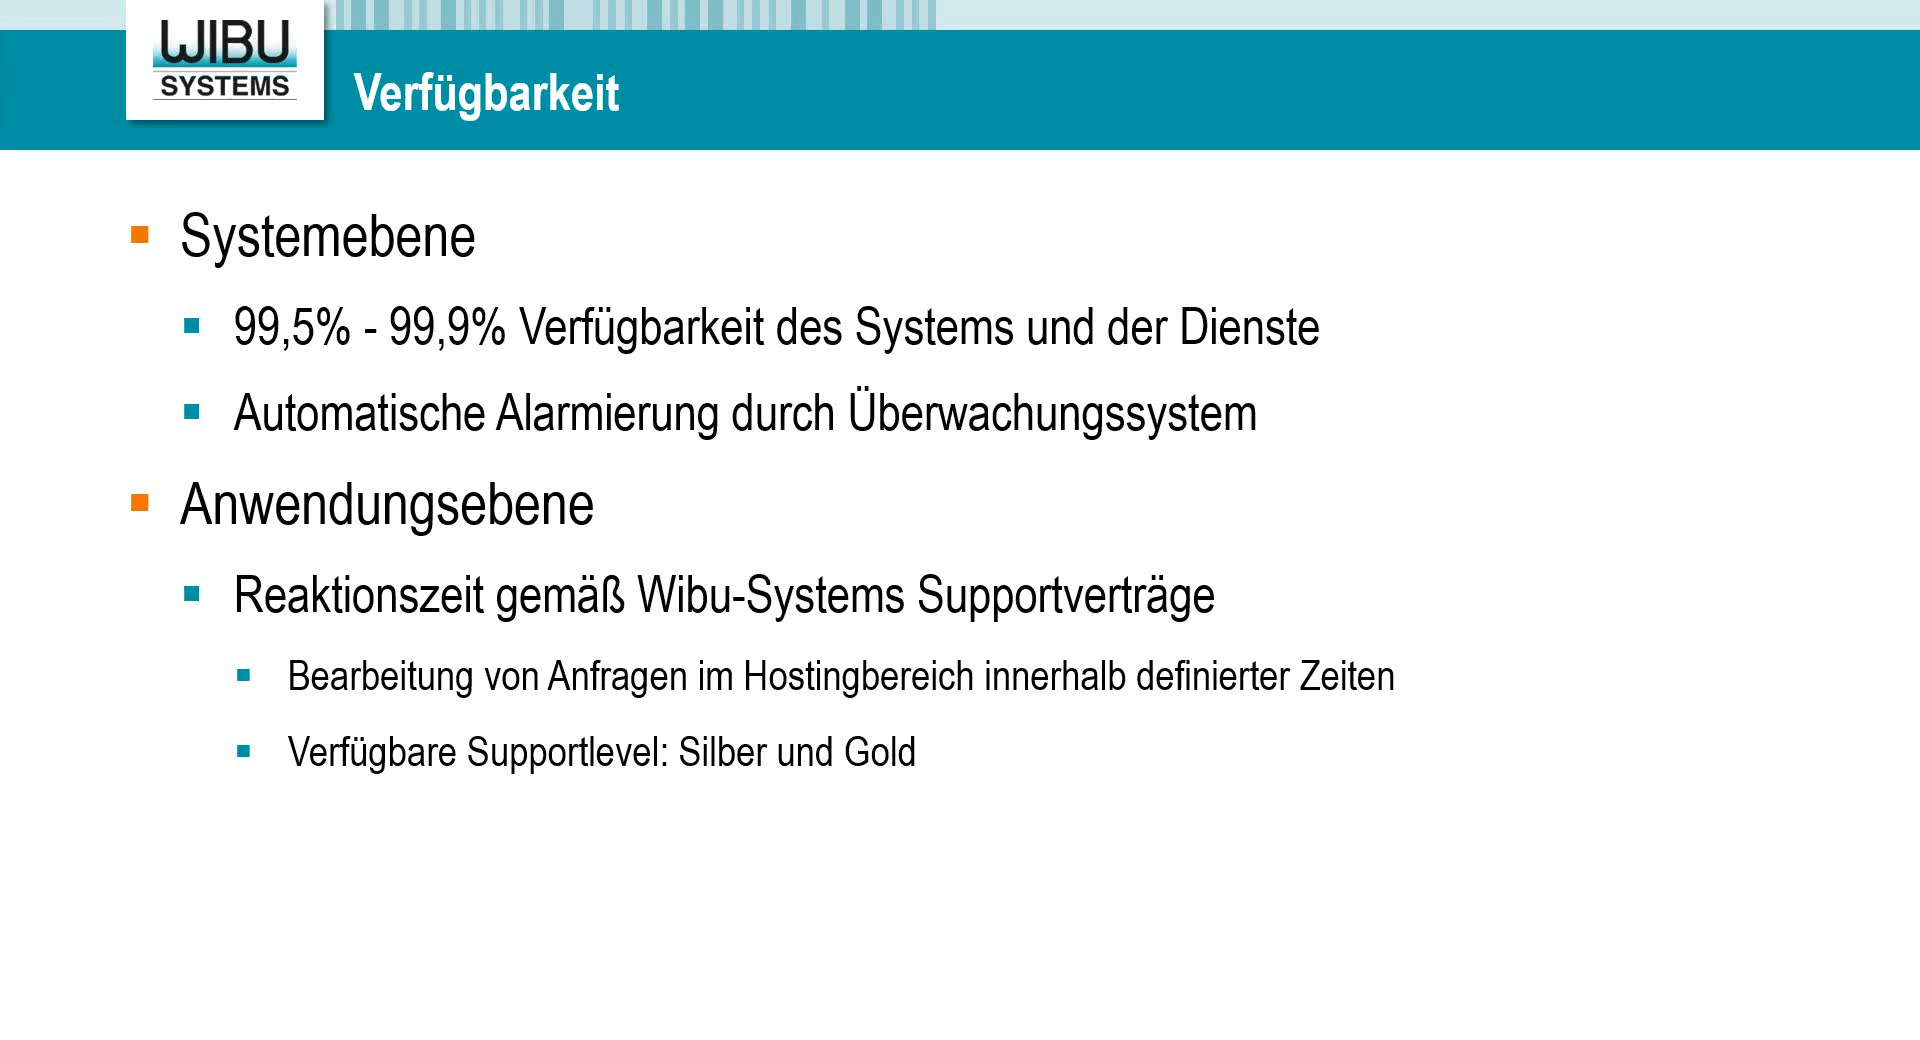 WIBU
SYSTEMS
Verfügbarkeit
Systemebene
99,5% - 99,9% Verfügbarkeit des Systems und der Dienste
Automatische Alarmierung durch Überwachungssystem
Anwendungsebene
Reaktionszeit gemäß Wibu-Systems Supportverträge
Bearbeitung von Anfragen im Hostingbereich innerhalb definierter Zeiten
Verfügbare Supportlevel: Silber und Gold